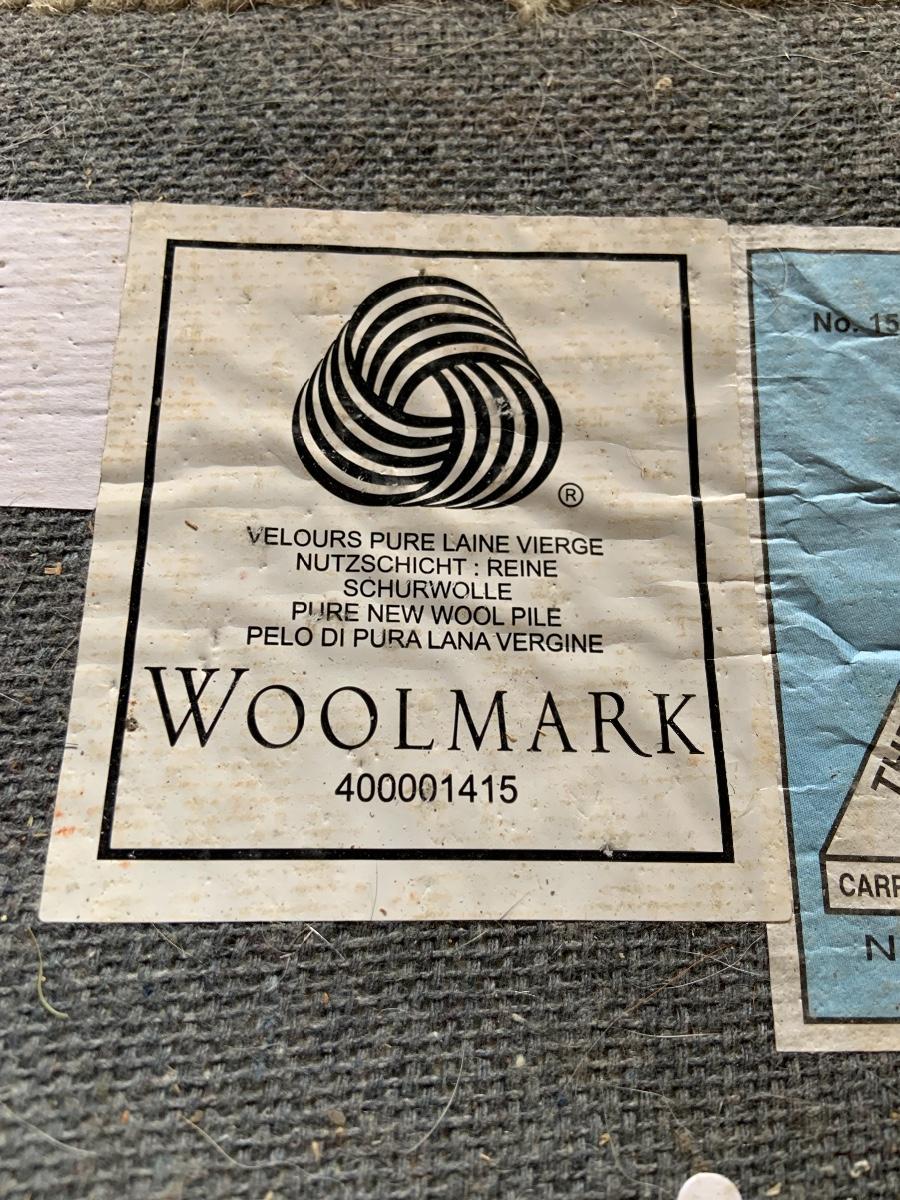 ®
VELOURS PURE LAINE VIERGE
NUTZSCHICHT : REINE
SCHURWOLLE
PURE NEW WOOL PILE
PELO DI PURA LANA VERGINE
WOOLMARK
400001415
No. 15
CARP
N